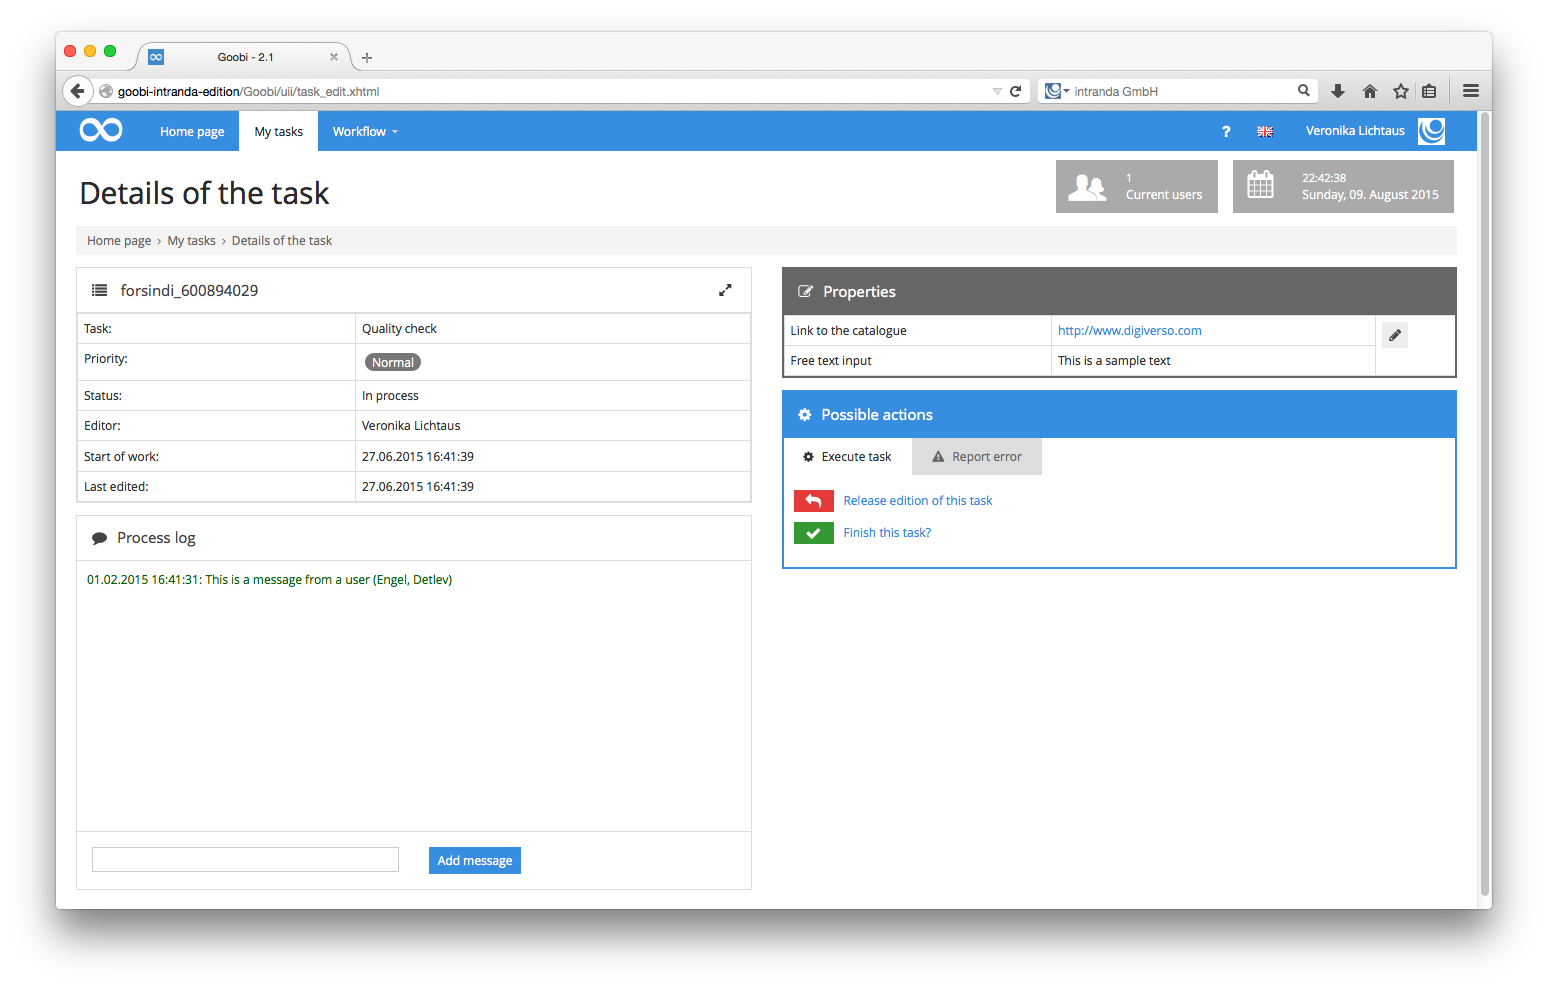 Goobi - 2.1
goobi-intranda-edition/Goobi/uii/task_edit.xhtml
intranda GmbH
Home page
My tasks
Workflow
?
Veronika Lichtaus
Details of the task
1
Current users
22:42:38
Sunday, 09. August 2015
Home page › My tasks › Details of the task
forsindi_600894029
Task: Quality check
Priority: Normal
Status: In process
Editor: Veronika Lichtaus
Start of work: 27.06.2015 16:41:39
Last edited: 27.06.2015 16:41:39
Process log
01.02.2015 16:41:31: This is a message from a user (Engel, Detlev)
Add message
Properties
Link to the catalogue http://www.digiverso.com
Free text input This is a sample text
Possible actions
Execute task
Report error
Release edition of this task
Finish this task?